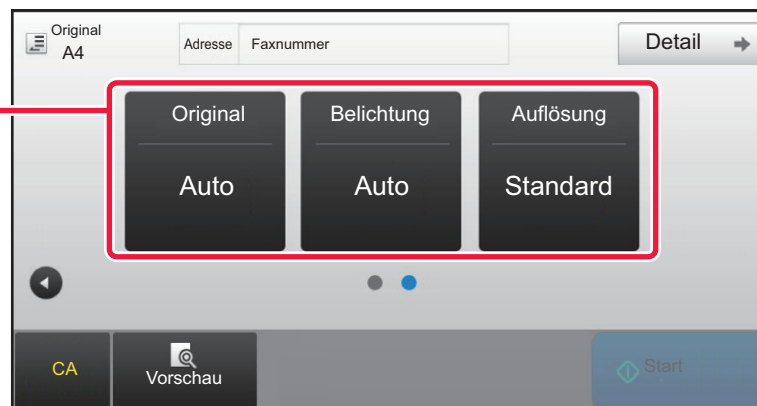 Original
A4
Adresse
Faxnummer
Detail
Original
Belichtung
Auflösung
Auto
Auto
Standard
CA
Vorschau
Start